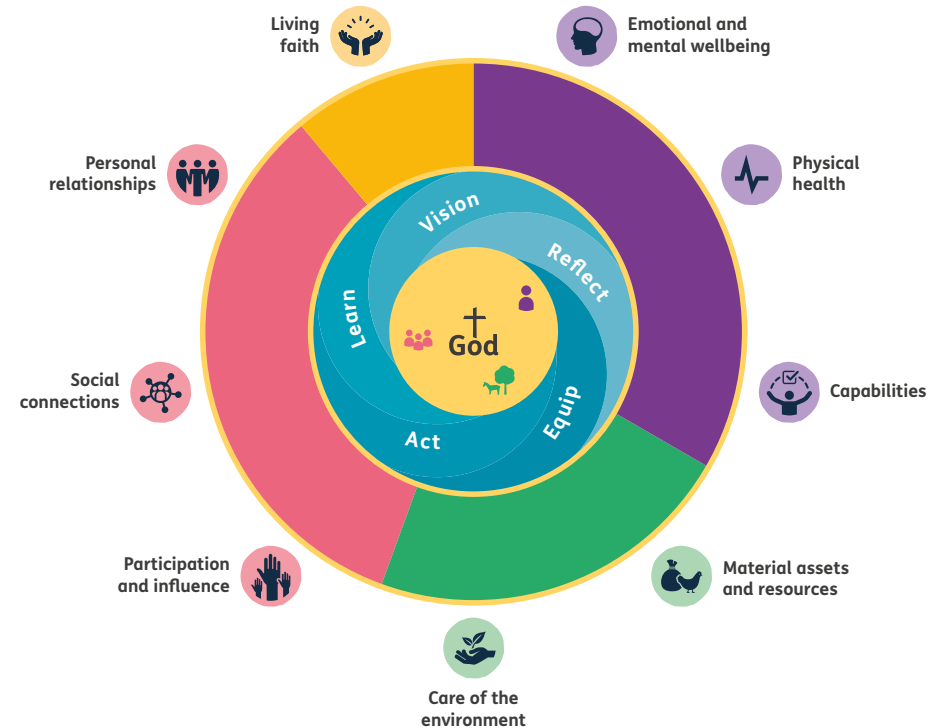 Living
faith
Emotional and
mental wellbeing
Personal
relationships
Physical
health
Vision
Reflect
Learn
God
Social
connections
Capabilities
Equip
Act
Participation
and influence
Material assets
and resources
Care of the
environment